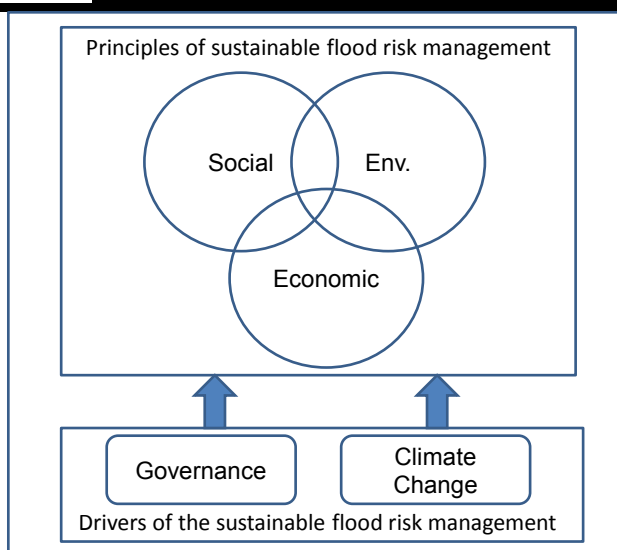 Principles of sustainable flood risk management
Social
Env.
Economic
Governance
Climate
Change
Drivers of the sustainable flood risk management